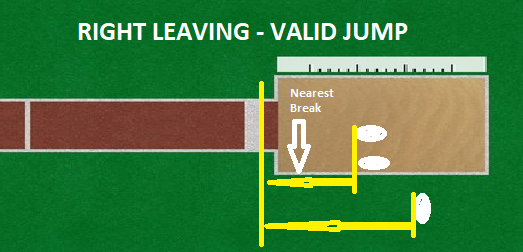 RIGHT LEAVING - VALID JUMP
Nearest
Break